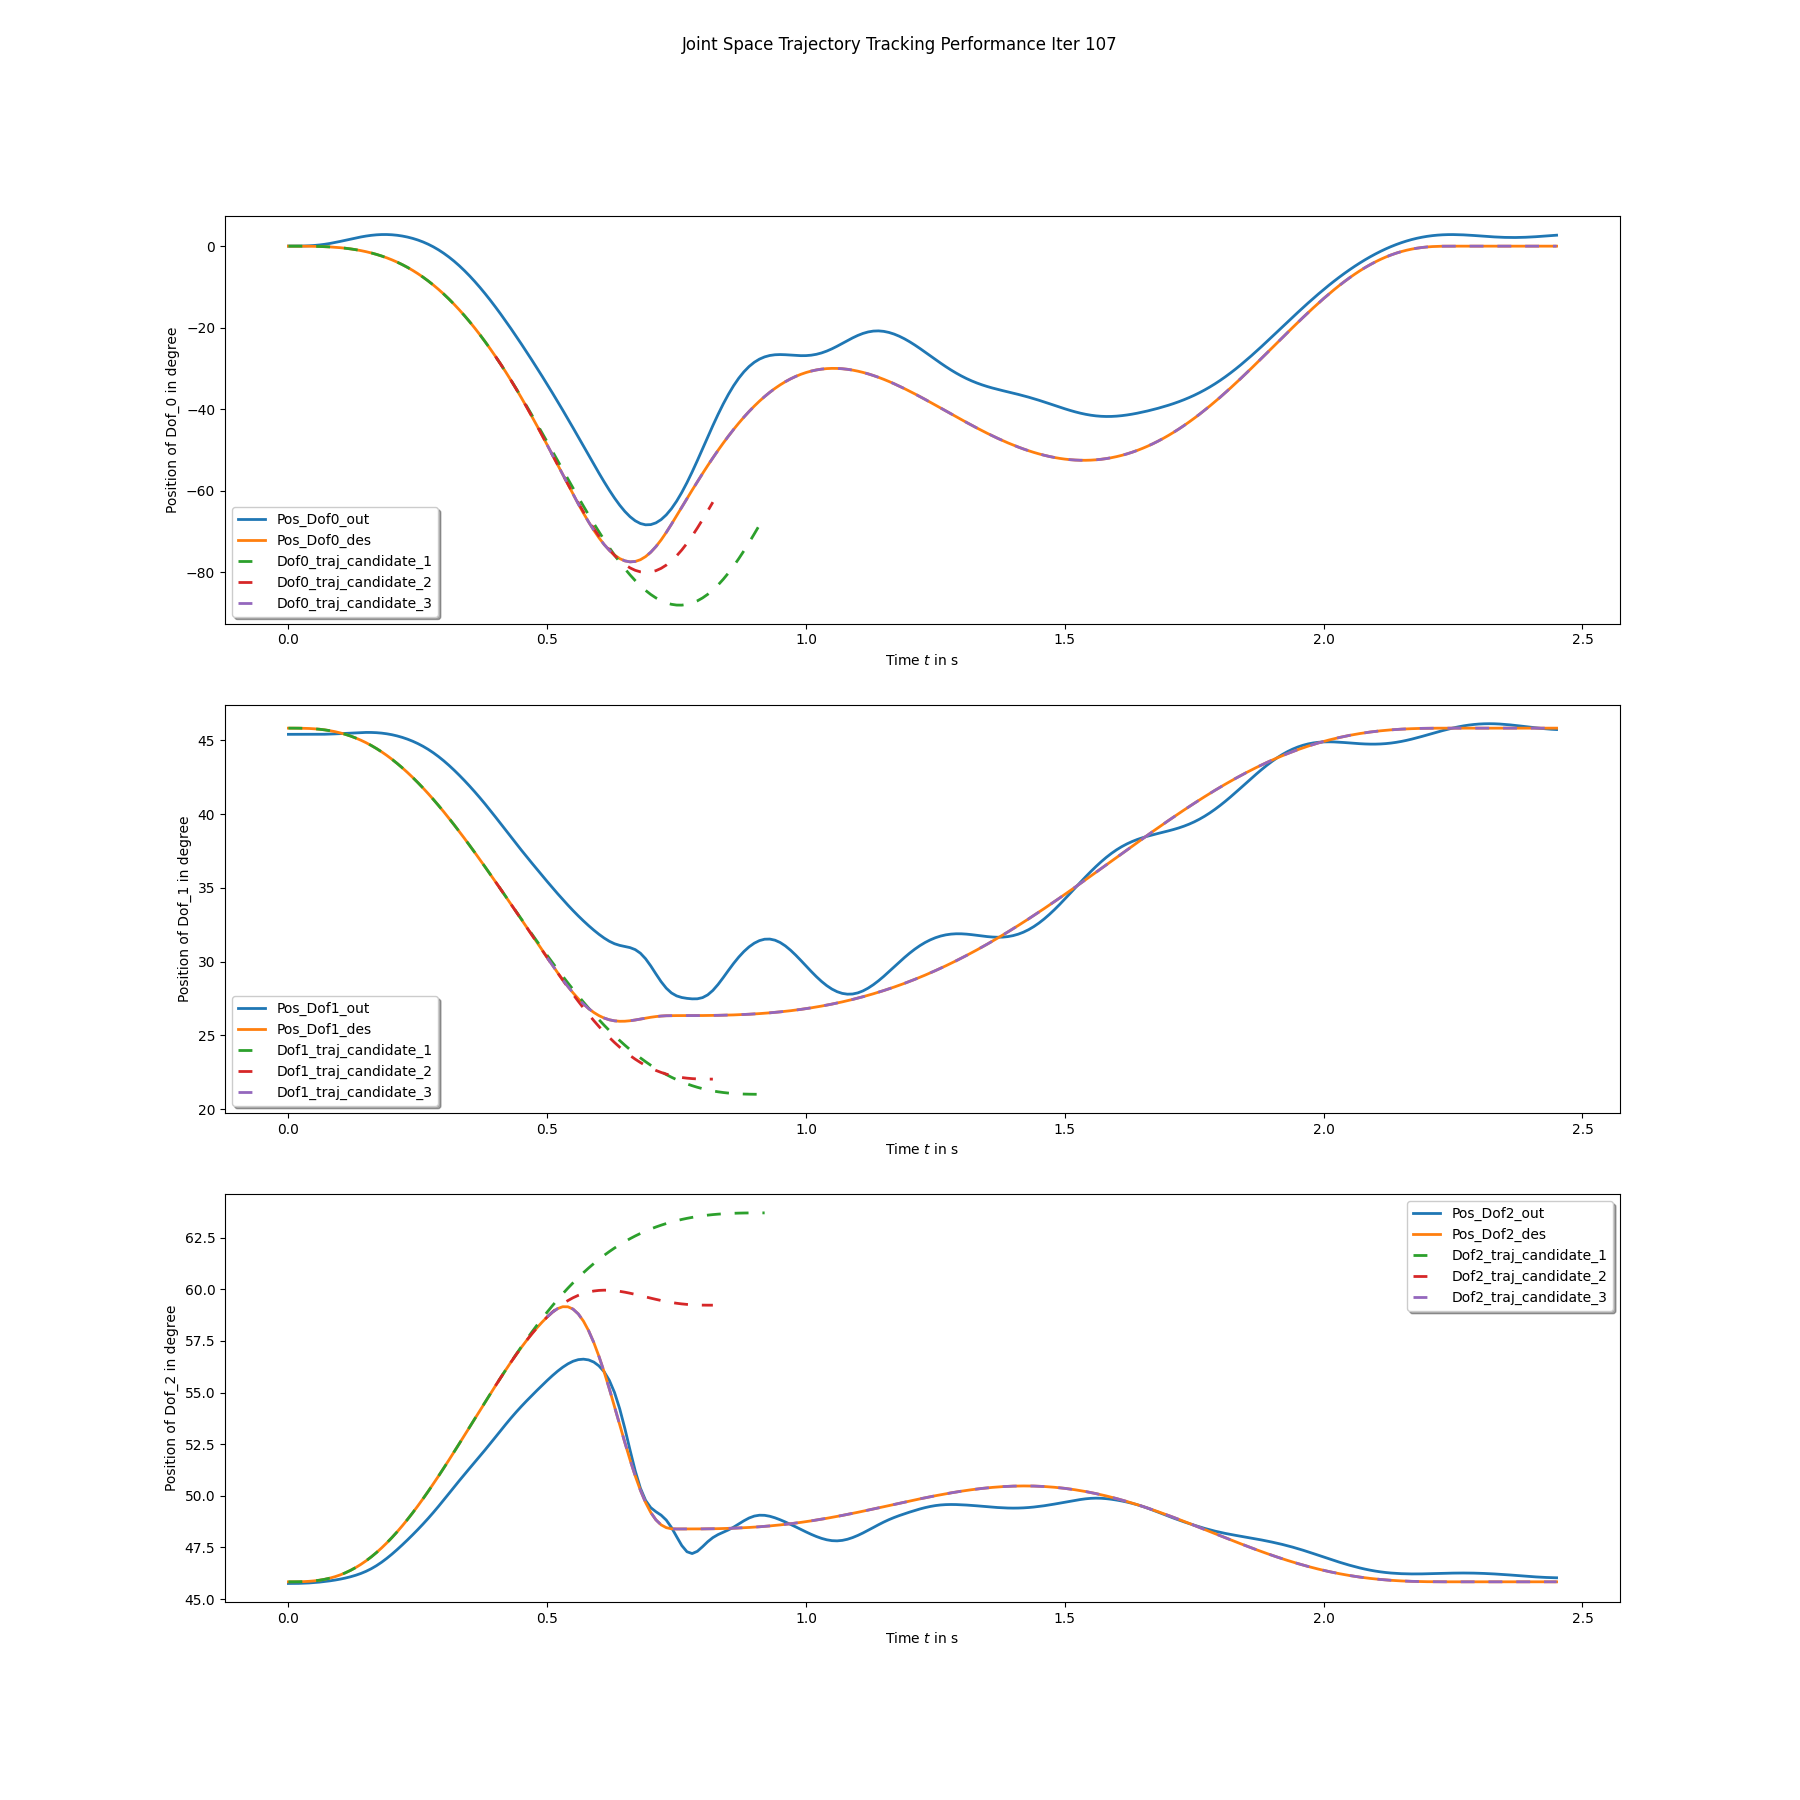 Joint Space Trajectory Tracking Performance Iter 107
Position of Dof_0 in degree
0
−20
−40
−60
−80
Pos_Dof0_out
Pos_Dof0_des
Dof0_traj_candidate_1
Dof0_traj_candidate_2
Dof0_traj_candidate_3
0.0 0.5 1.0 1.5 2.0 2.5
Time t in s
Position of Dof_1 in degree
45
40
35
30
25
20
Pos_Dof1_out
Pos_Dof1_des
Dof1_traj_candidate_1
Dof1_traj_candidate_2
Dof1_traj_candidate_3
0.0 0.5 1.0 1.5 2.0 2.5
Time t in s
Position of Dof_2 in degree
62.5
60.0
57.5
55.0
52.5
50.0
47.5
45.0
Pos_Dof2_out
Pos_Dof2_des
Dof2_traj_candidate_1
Dof2_traj_candidate_2
Dof2_traj_candidate_3
0.0 0.5 1.0 1.5 2.0 2.5
Time t in s